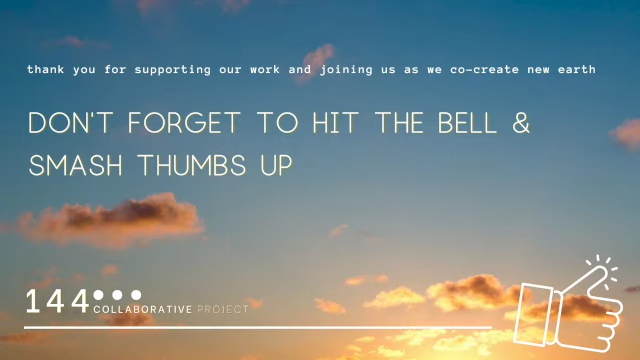 thank you for supporting our work and joining us as we co-create new earth
DON'T FORGET TO HIT THE BELL &
SMASH THUMBS UP
144●●●
COLLABORATIVE PROJECT